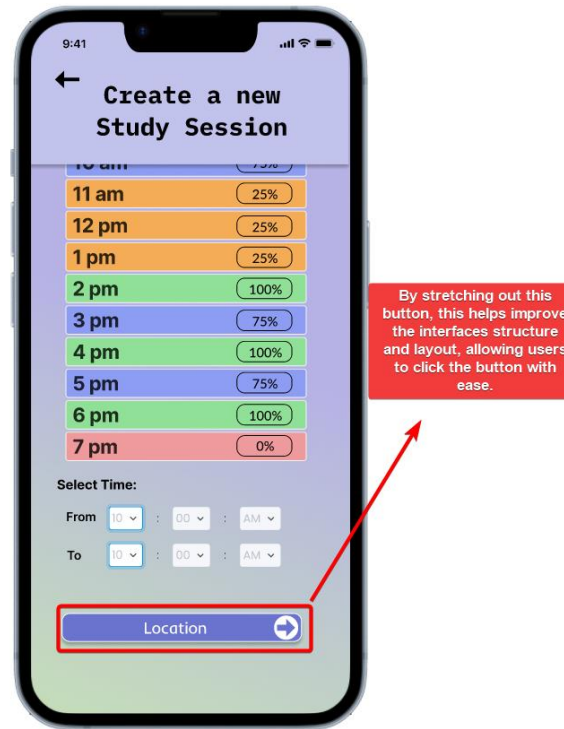 9:41
Create a new
Study Session
10 am 75%
11 am 25%
12 pm 25%
1 pm 25%
2 pm 100%
3 pm 75%
4 pm 100%
5 pm 75%
6 pm 100%
7 pm 0%
Select Time:
From 10 : 00 : AM
To 10 : 00 : AM
Location
By stretching out this
button, this helps improve
the interfaces structure
and layout, allowing users
to click the button with
ease.